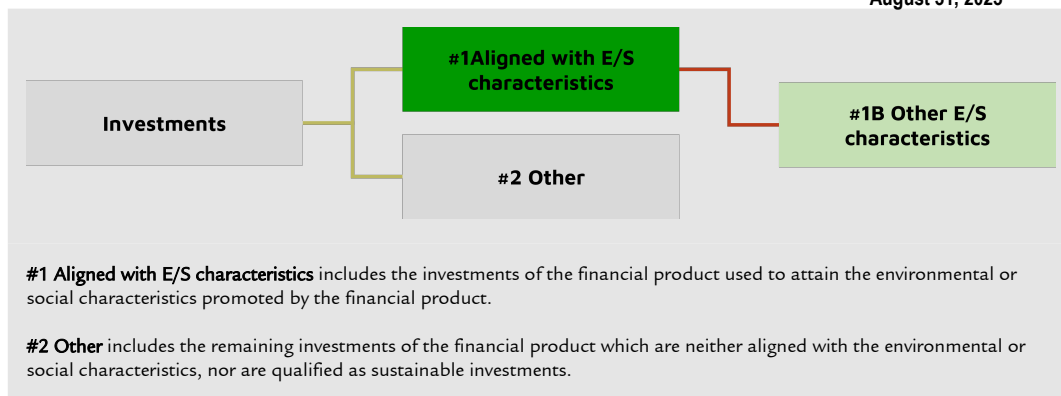 August 31, 2023
#1Aligned with E/S
characteristics
Investments
#1B Other E/S
characteristics
#2 Other
#1 Aligned with E/S characteristics includes the investments of the financial product used to attain the environmental or
social characteristics promoted by the financial product.
#2 Other includes the remaining investments of the financial product which are neither aligned with the environmental or
social characteristics, nor are qualified as sustainable investments.